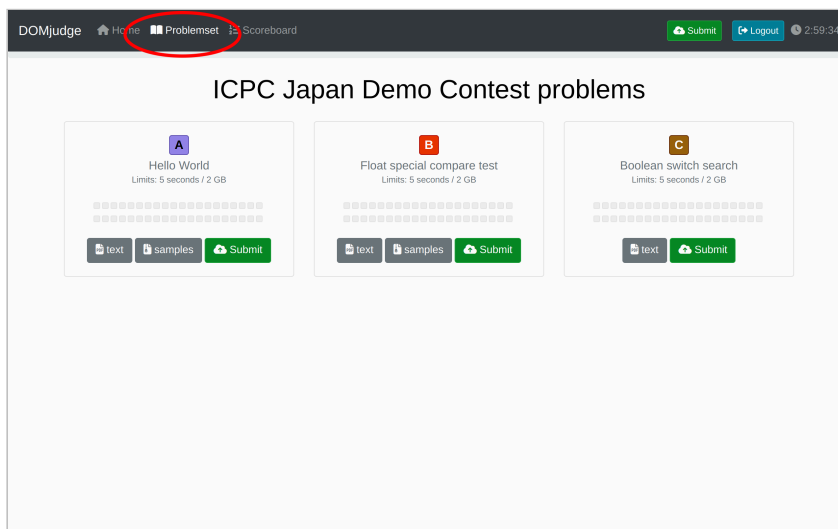 DOMjudge Home Problemset Scoreboard Submit Logout 2:59:34
ICPC Japan Demo Contest problems
A
Hello World
Limits: 5 seconds / 2 GB
text samples Submit
B
Float special compare test
Limits: 5 seconds / 2 GB
text samples Submit
C
Boolean switch search
Limits: 5 seconds / 2 GB
text Submit